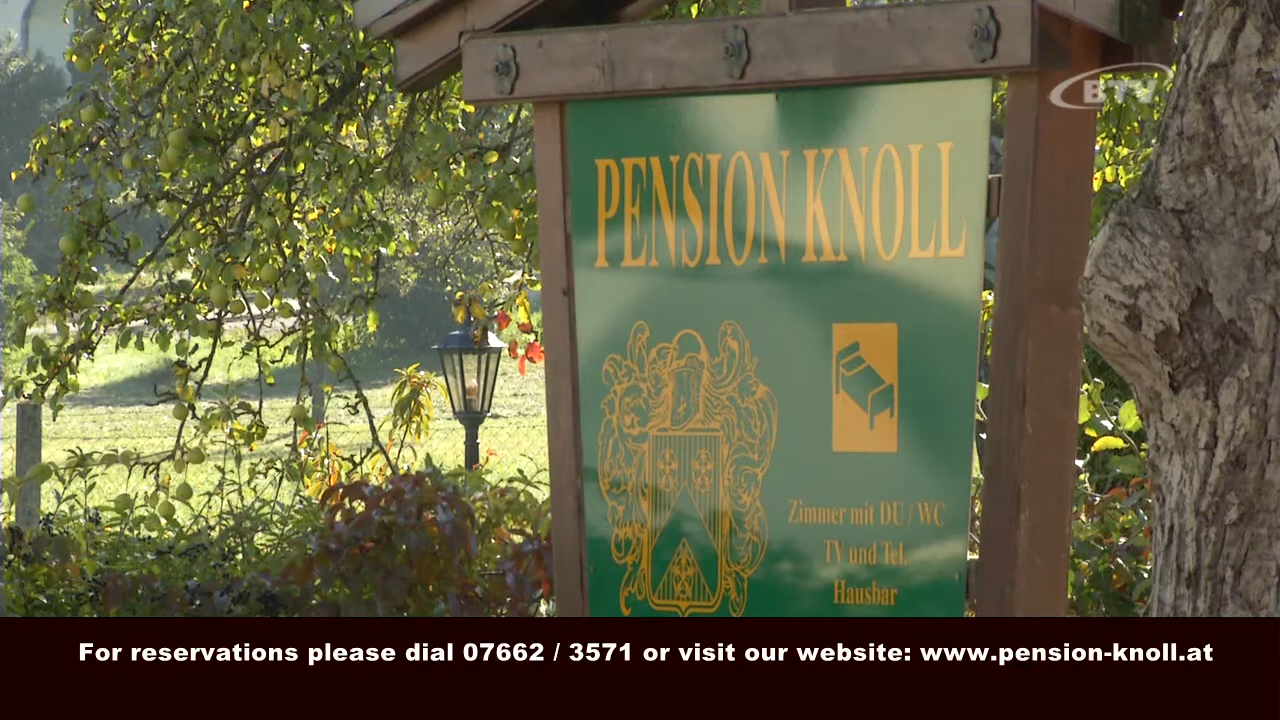 BTV
PENSION KNOLL
Zimmer mit DU / WC
TV und Tel.
Hausbar
For reservations please dial 07662 / 3571 or visit our website: www.pension-knoll.at